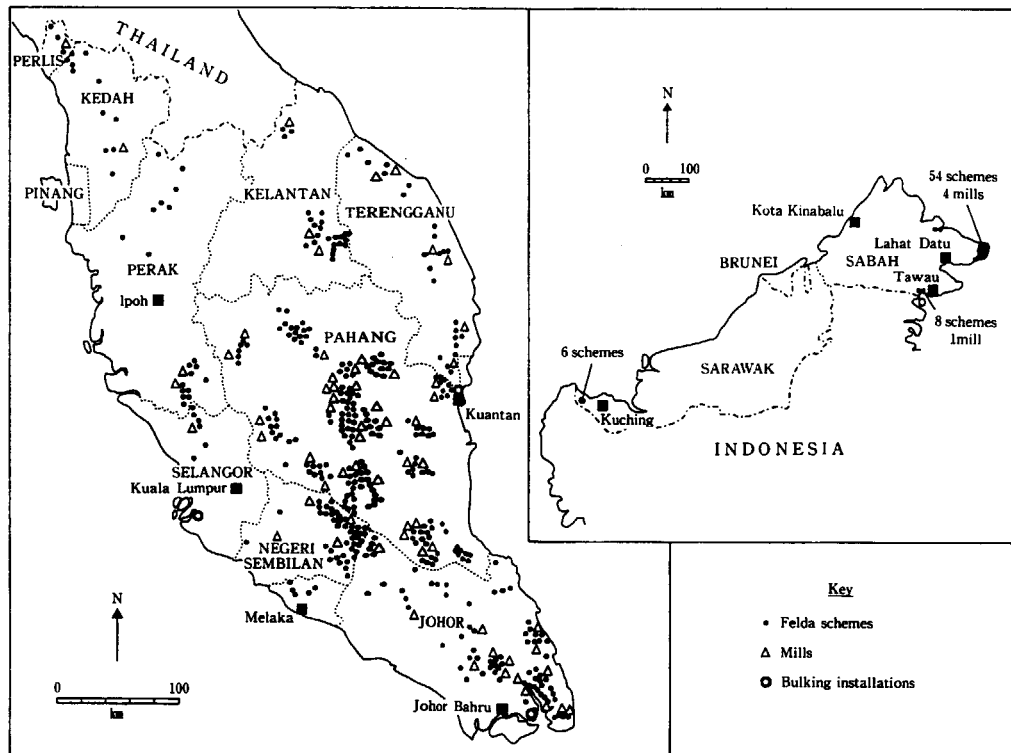 THAILAND
PERLIS
KEDAH
PINANG
KELANTAN
TERENGGANU
PERAK
Ipoh
PAHANG
Kuantan
SELANGOR
Kuala Lumpur
NEGERI
SEMBILAN
Melaka
JOHOR
Johor Bahru
N
0 100
km
N
0 100
km
54 schemes
4 mills
Kota Kinabalu
Lahat Datu
BRUNEI
SABAH
Tawau
8 schemes
1mill
6 schemes
SARAWAK
Kuching
INDONESIA
Key
Felda schemes
Mills
Bulking installations